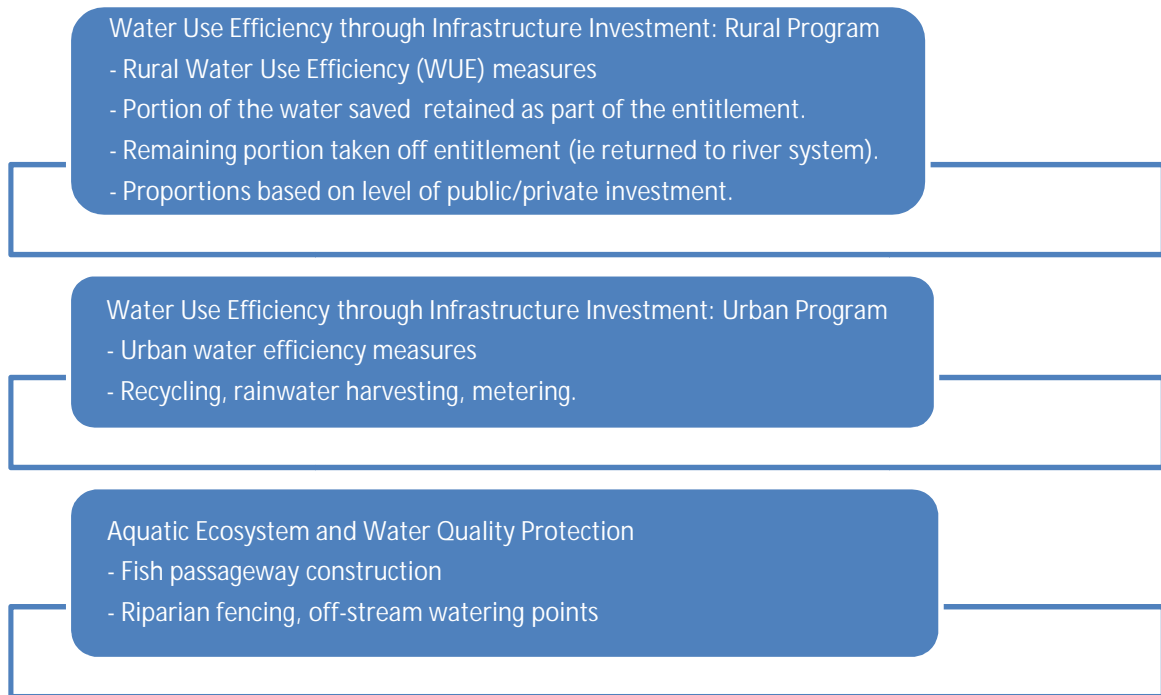 Water Use Efficiency through Infrastructure Investment: Rural Program
- Rural Water Use Efficiency (WUE) measures
- Portion of the water saved  retained as part of the entitlement.
- Remaining portion taken off entitlement (ie returned to river system).
- Proportions based on level of public/private investment.
Water Use Efficiency through Infrastructure Investment: Urban Program
- Urban water efficiency measures
- Recycling, rainwater harvesting, metering.
Aquatic Ecosystem and Water Quality Protection
- Fish passageway construction
- Riparian fencing, off-stream watering points